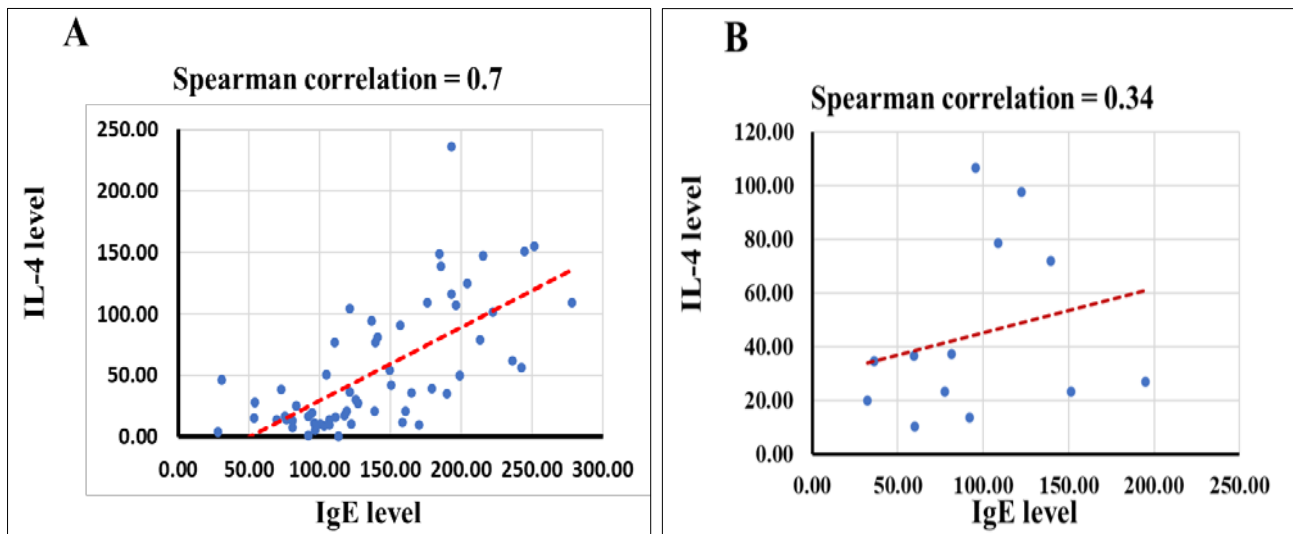 A
Spearman correlation = 0.7
IL-4 level
250.00
200.00
150.00
100.00
50.00
0.00
0.00 50.00 100.00 150.00 200.00 250.00 300.00
IgE level
B
Spearman correlation = 0.34
IL-4 level
120.00
100.00
80.00
60.00
40.00
20.00
0.00
0.00 50.00 100.00 150.00 200.00 250.00
IgE level